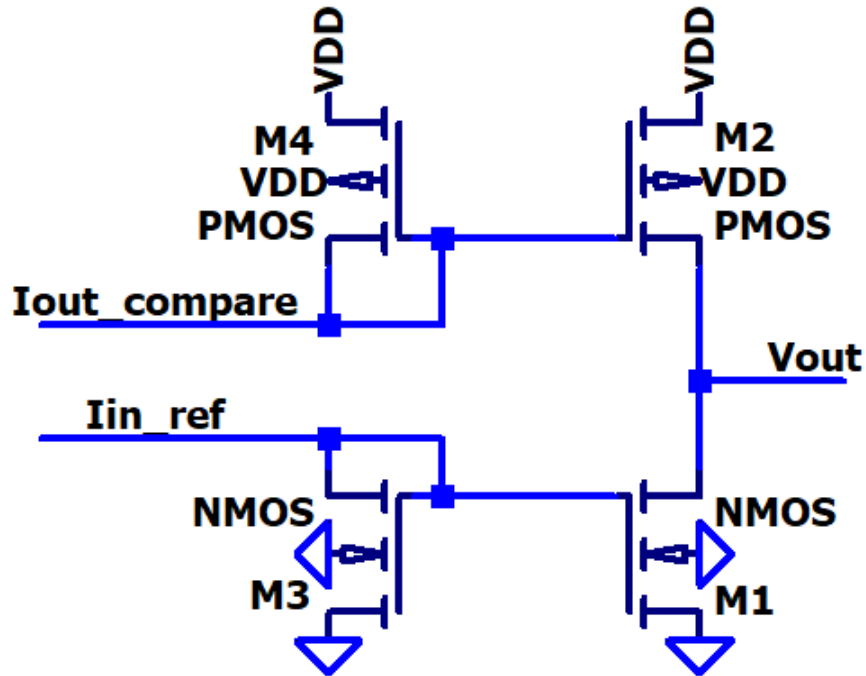 VDD
VDD
M4
M2
VDD
VDD
PMOS
PMOS
Iout_compare
Vout
Iin_ref
NMOS
NMOS
M3
M1